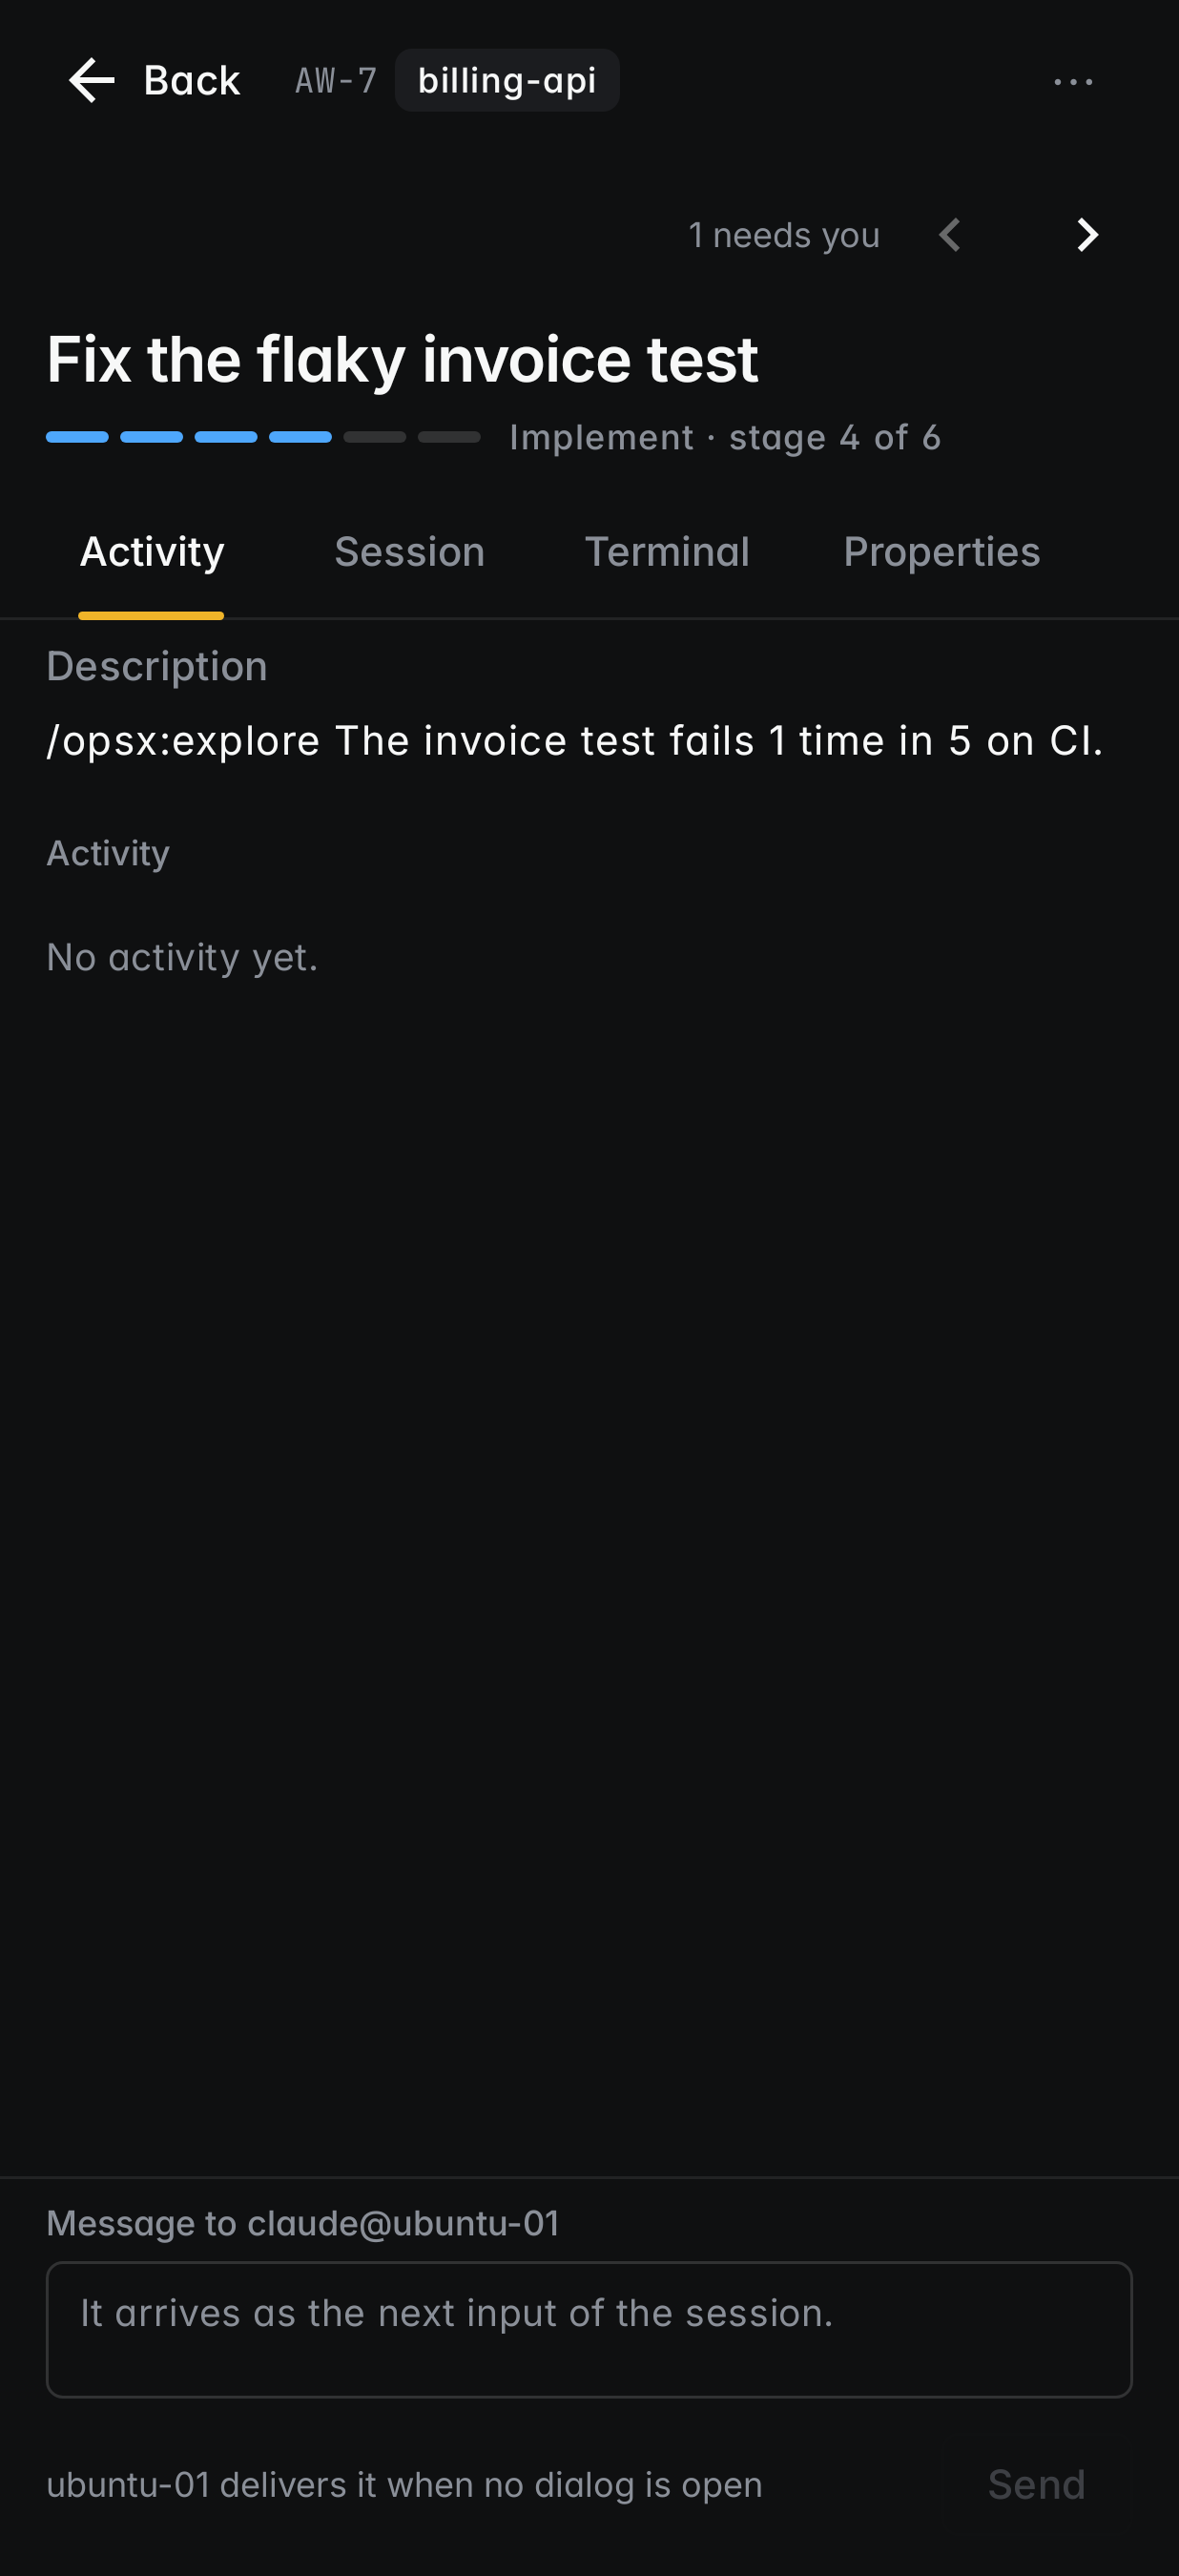 Back AW-7 billing-api ...
1 needs you
Fix the flaky invoice test
Implement · stage 4 of 6
Activity Session Terminal Properties
Description
/opsx:explore The invoice test fails 1 time in 5 on CI.
Activity
No activity yet.
Message to claude@ubuntu-01
It arrives as the next input of the session.
ubuntu-01 delivers it when no dialog is open Send